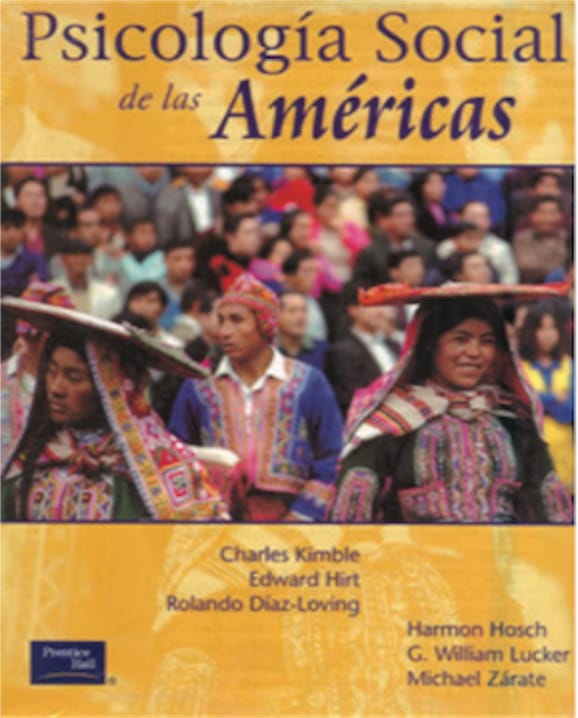 Psicología Social
de las Américas
Charles Kimble
Edward Hirt
Rolando Díaz-Loving
Harmon Hosch
G. William Lucker
Michael Zárate
Prentice
Hall
®